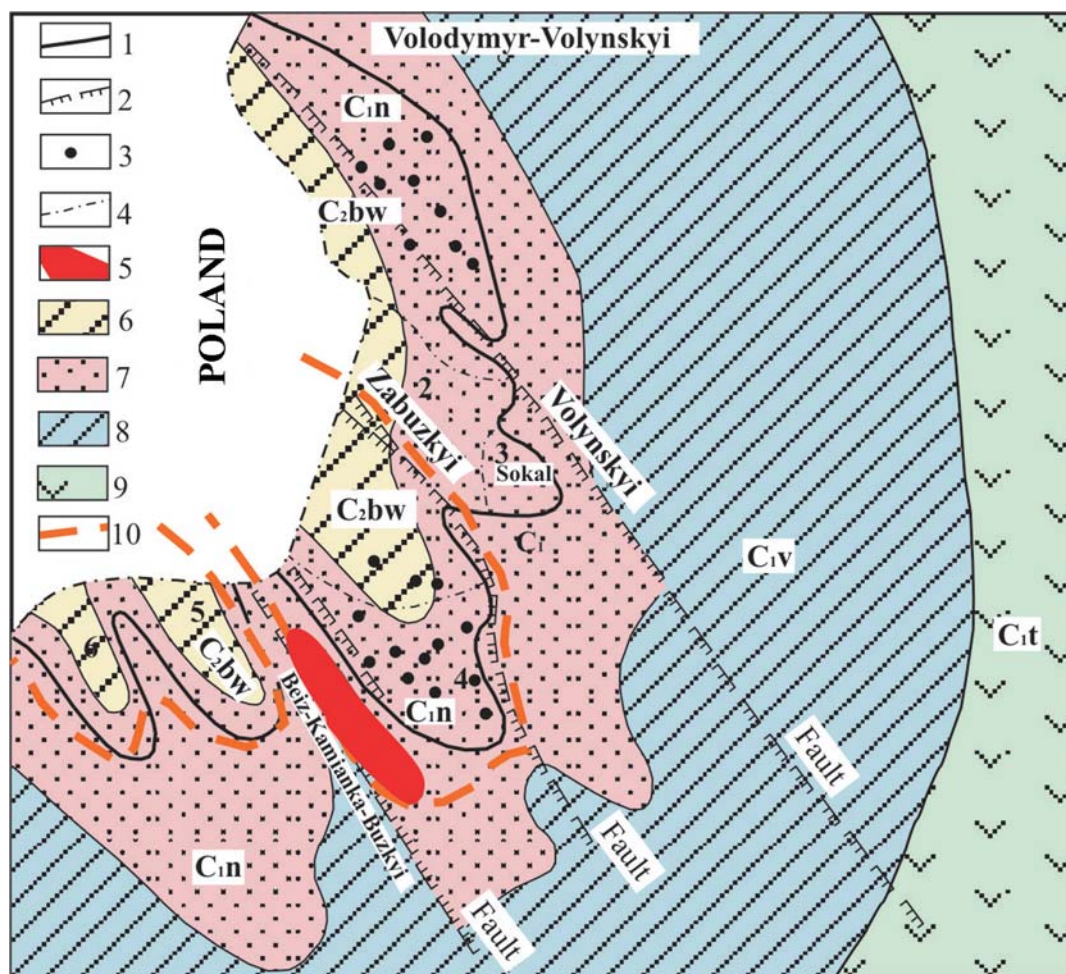 1
2
3
4
5
6
7
8
9
10
POLAND
Volodymyr-Volynskyi
C₁n
C₂bw
2
Zabuzkyi
3
Sokal
Volynskyi
C₂bw
C₁
C₁v
C₁t
5
6
C₂bw
4
C₁n
Belz-Kamianka-Buzkyi
C₁n
Fault
Fault
Fault